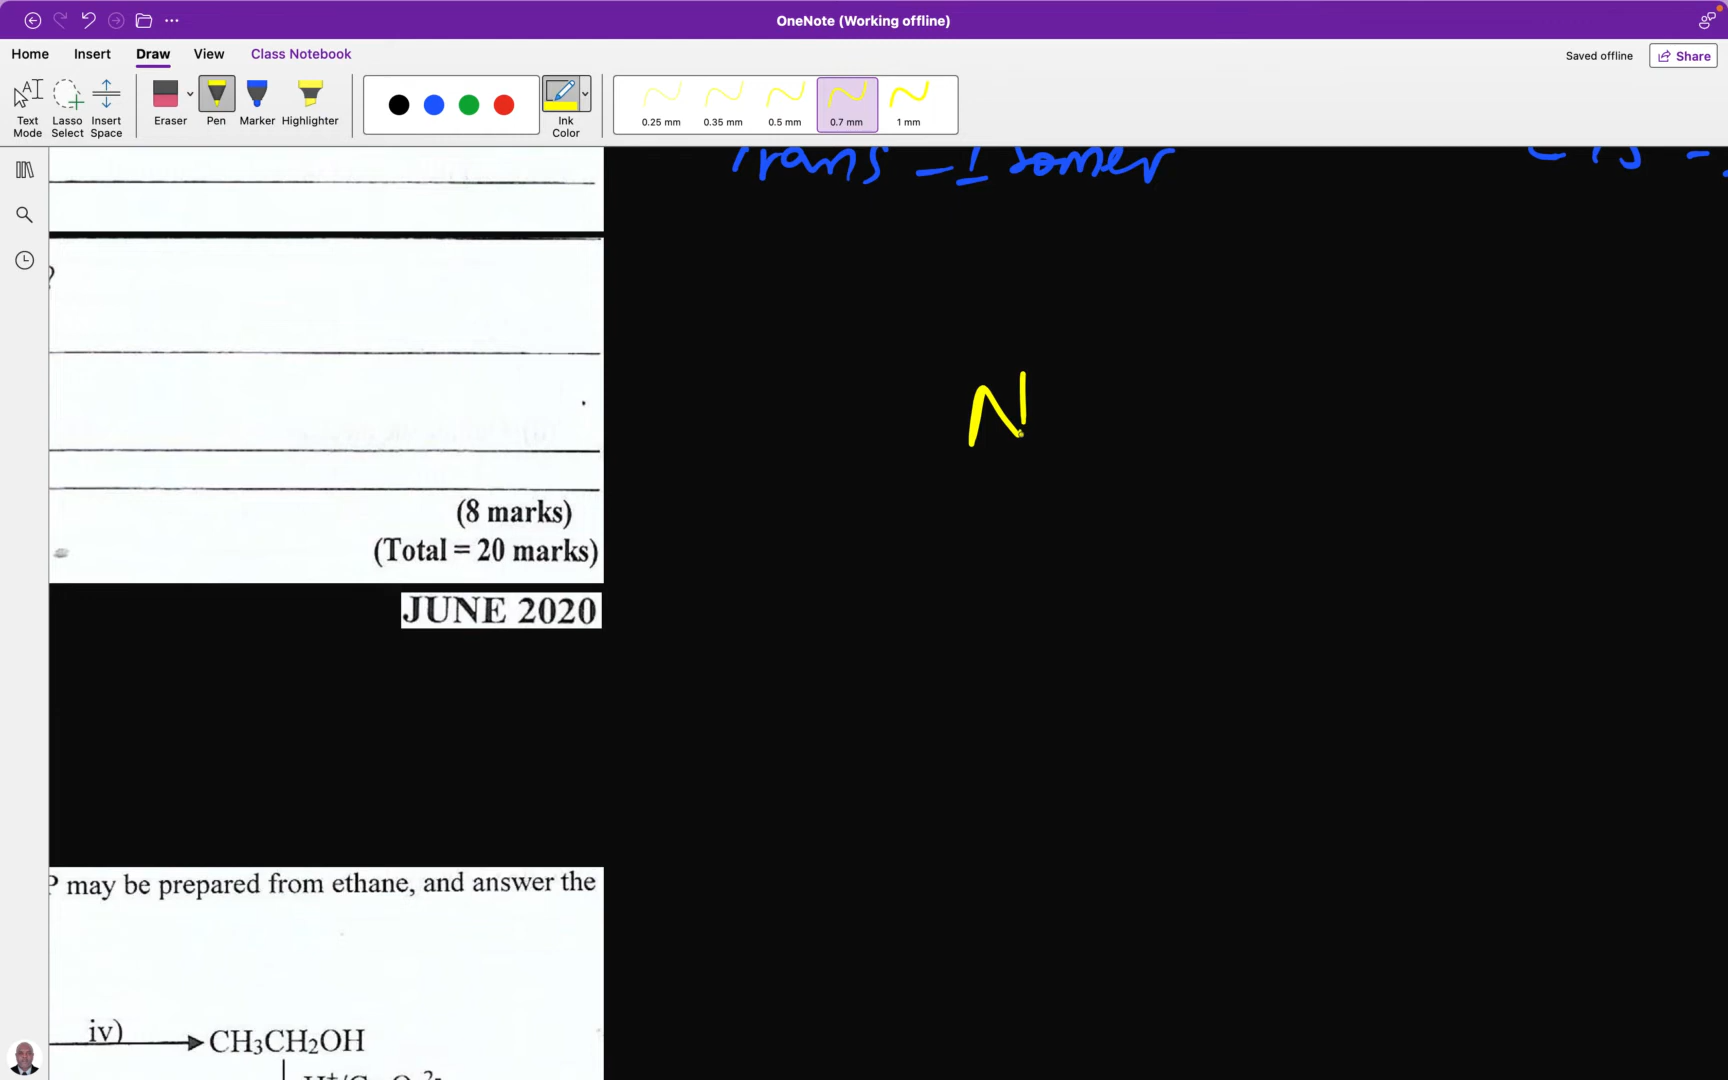 OneNote (Working offline)
Home Insert Draw View Class Notebook
Saved offline Share
Text Mode
Lasso Select
Insert Space
Eraser
Pen
Marker
Highlighter
Ink Color
0.25 mm
0.35 mm
0.5 mm
0.7 mm
1 mm
Trans - Isomer
Cis -
?
N
(8 marks)
(Total = 20 marks)
JUNE 2020
P may be prepared from ethane, and answer the
iv)
CH₃CH₂OH